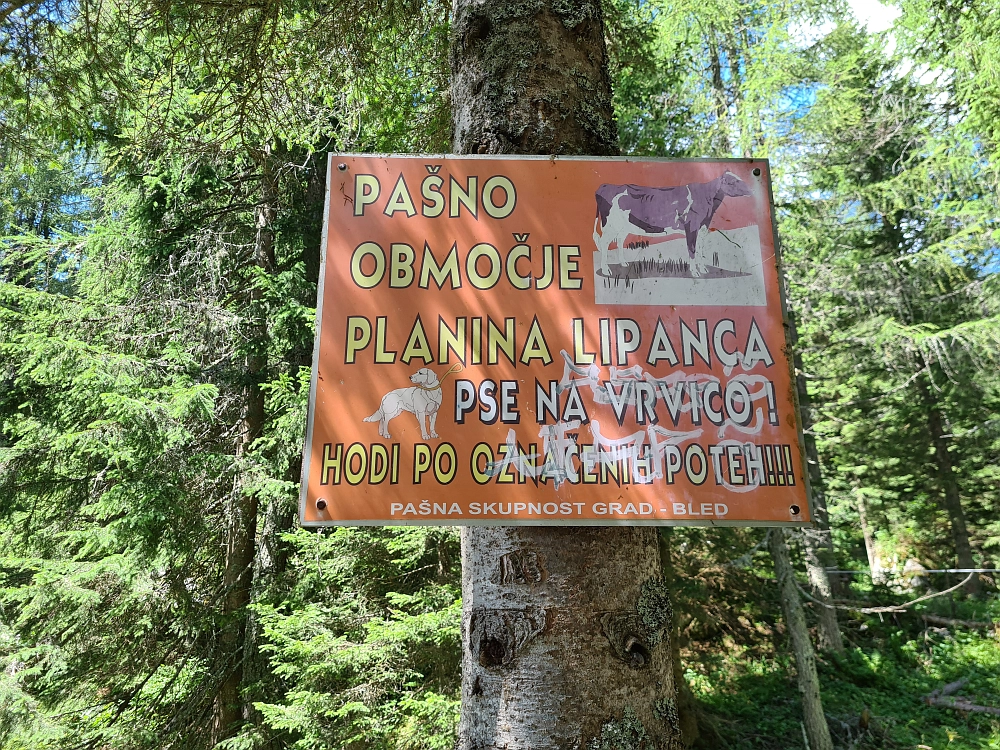 PAŠNO
OBMOČJE
PLANINA LIPANCA
PSE NA VRVICO!
HODI PO OZNAČENIH POTEH!!!
PAŠNA SKUPNOST GRAD - BLED